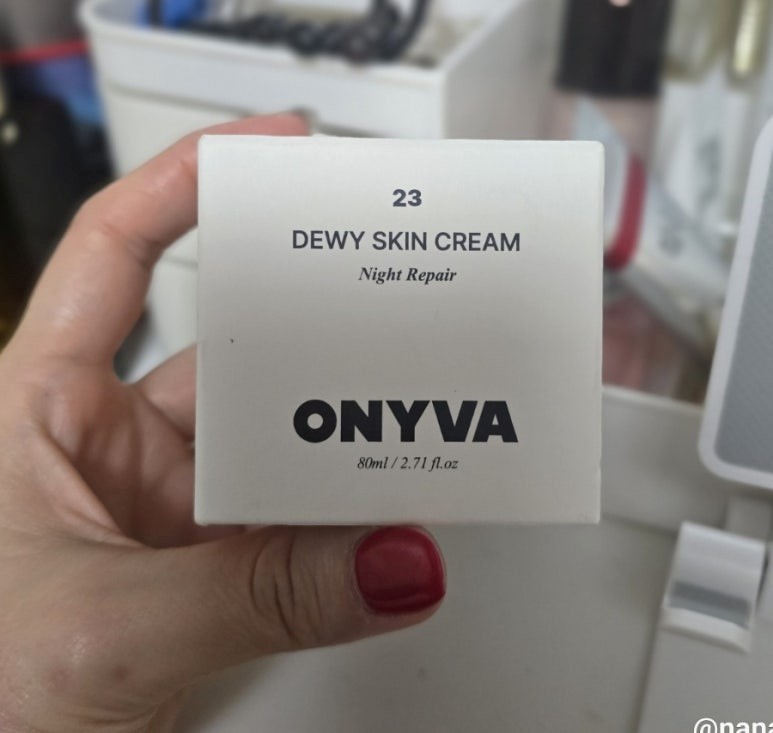 23
DEWY SKIN CREAM
Night Repair
ONYVA
80ml / 2.71 fl.oz